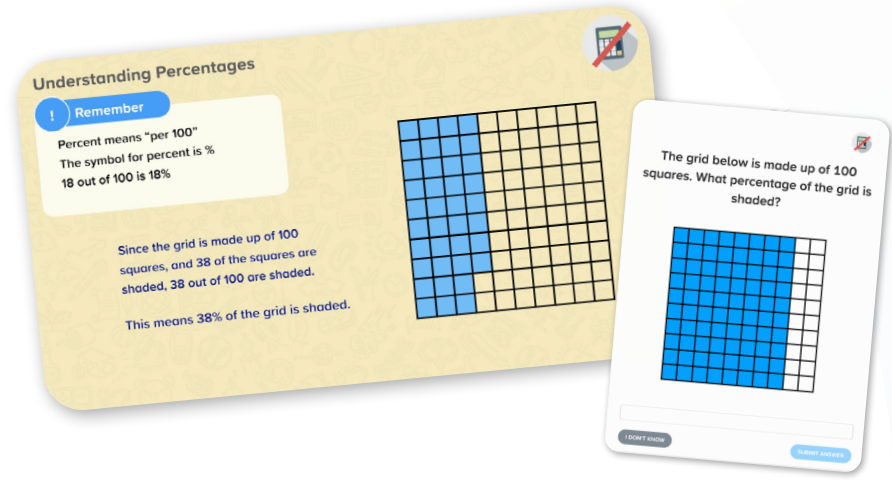 Understanding Percentages
!
Remember
Percent means “per 100”
The symbol for percent is %
18 out of 100 is 18%
Since the grid is made up of 100
squares, and 38 of the squares are
shaded, 38 out of 100 are shaded.
This means 38% of the grid is shaded.
The grid below is made up of 100
squares. What percentage of the grid is
shaded?
I DON'T KNOW
SUBMIT ANSWER